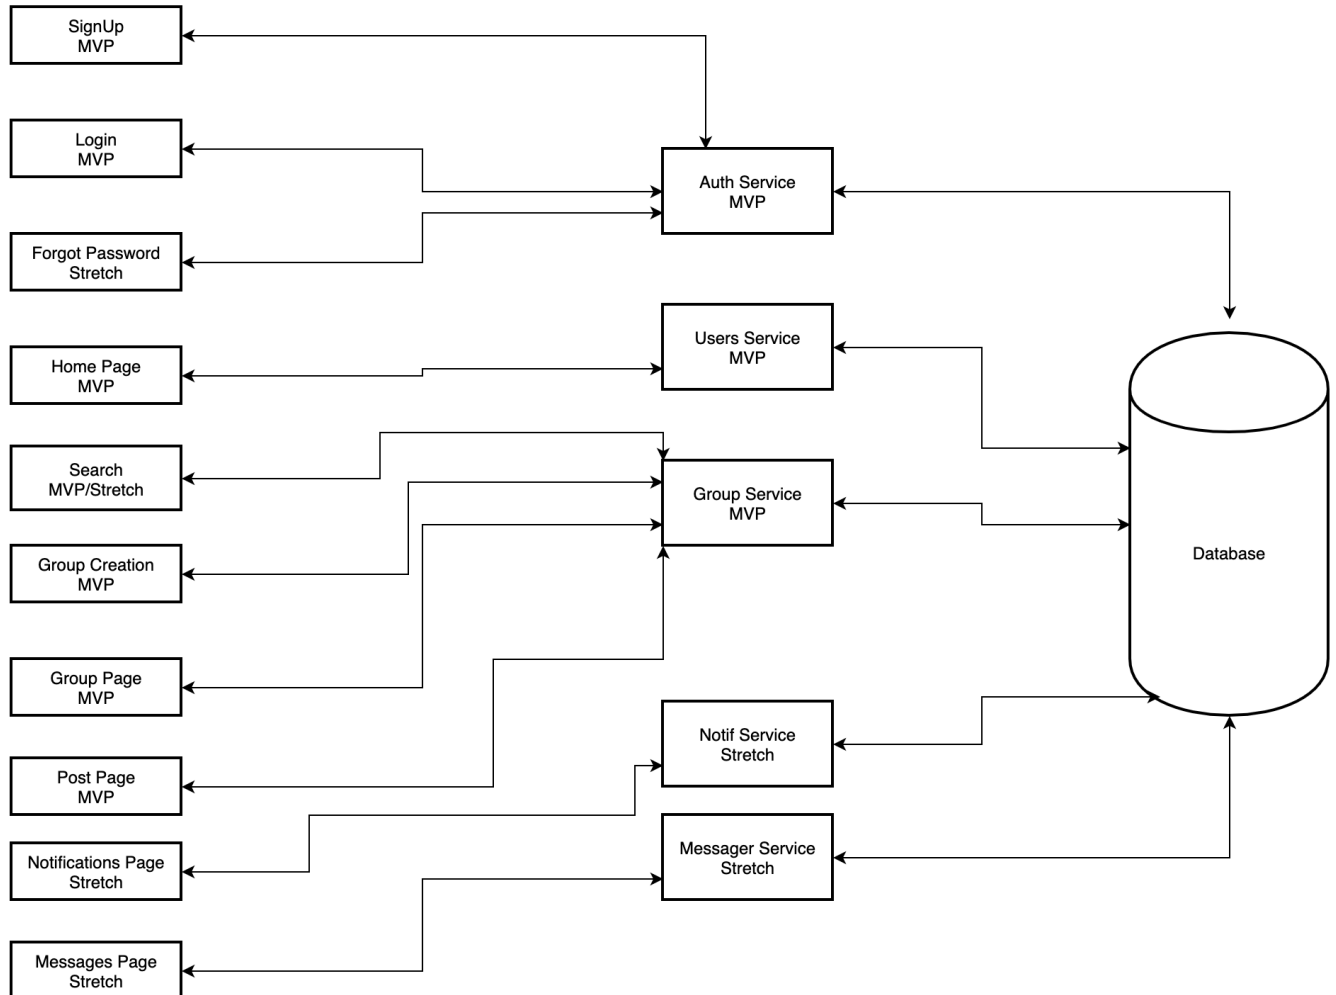 SignUp
MVP
Login
MVP
Forgot Password
Stretch
Home Page
MVP
Search
MVP/Stretch
Group Creation
MVP
Group Page
MVP
Post Page
MVP
Notifications Page
Stretch
Messages Page
Stretch
Auth Service
MVP
Users Service
MVP
Group Service
MVP
Notif Service
Stretch
Messager Service
Stretch
Database